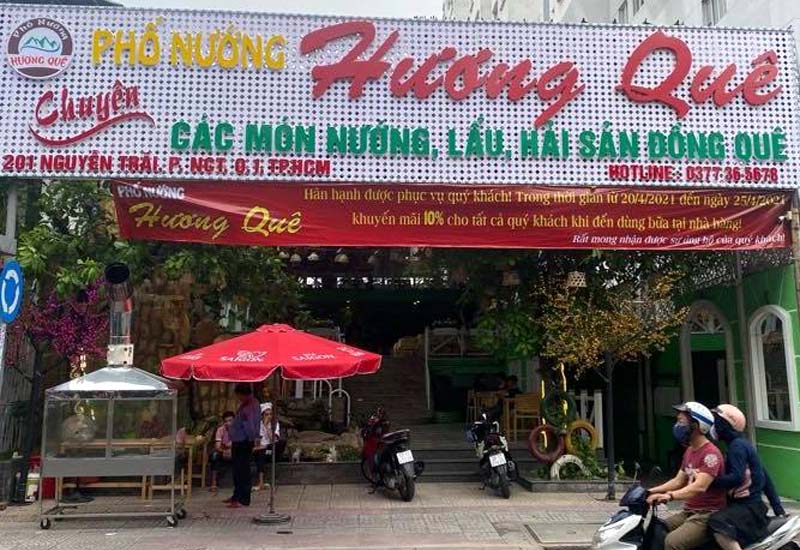 Phố Nướng
HƯƠNG QUÊ
PHỐ NƯỚNG Hương Quê
Chuyên
CÁC MÓN NƯỚNG, LẨU, HẢI SẢN ĐỒNG QUÊ
201 NGUYỄN TRÃI, P. NCT, Q.1, TP.HCM
HOTLINE: 0377 36 5678
PHỐ NƯỚNG
Hương Quê
Hân hạnh được phục vụ quý khách! Trong thời gian từ 20/4/2021 đến ngày 25/4/2021
khuyến mãi 10% cho tất cả quý khách khi đến dùng bữa tại nhà hàng!
Rất mong nhận được sự ủng hộ của quý khách!
SAIGON
SAIGON